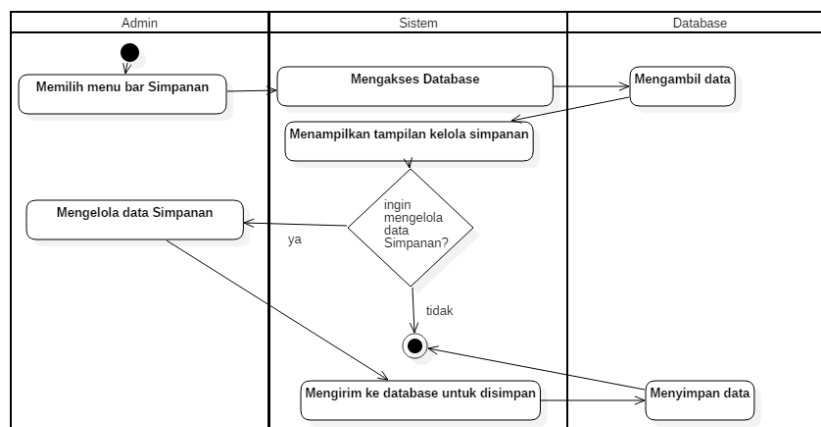 Admin
Sistem
Database
Memilih menu bar Simpanan
Mengakses Database
Mengambil data
Menampilkan tampilan kelola simpanan
ingin
mengelola
data
Simpanan?
Mengelola data Simpanan
ya
tidak
Mengirim ke database untuk disimpan
Menyimpan data